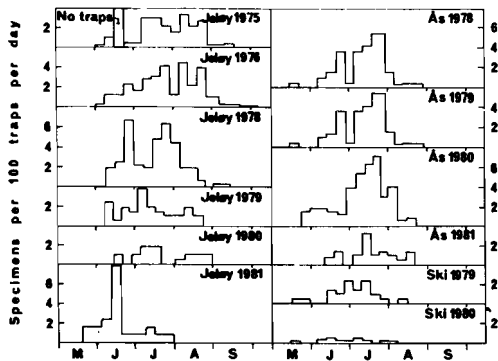 Specimens per 100 traps per day
No traps
Jeløy 1975
2
Jeløy 1976
4
2
Jeløy 1978
6
4
2
Jeløy 1979
2
Jeløy 1980
2
Jeløy 1981
6
4
2
M J J A S
Ås 1978
6
4
2
Ås 1979
4
2
Ås 1980
6
4
2
Ås 1981
2
Ski 1979
2
Ski 1980
2
M J J A S